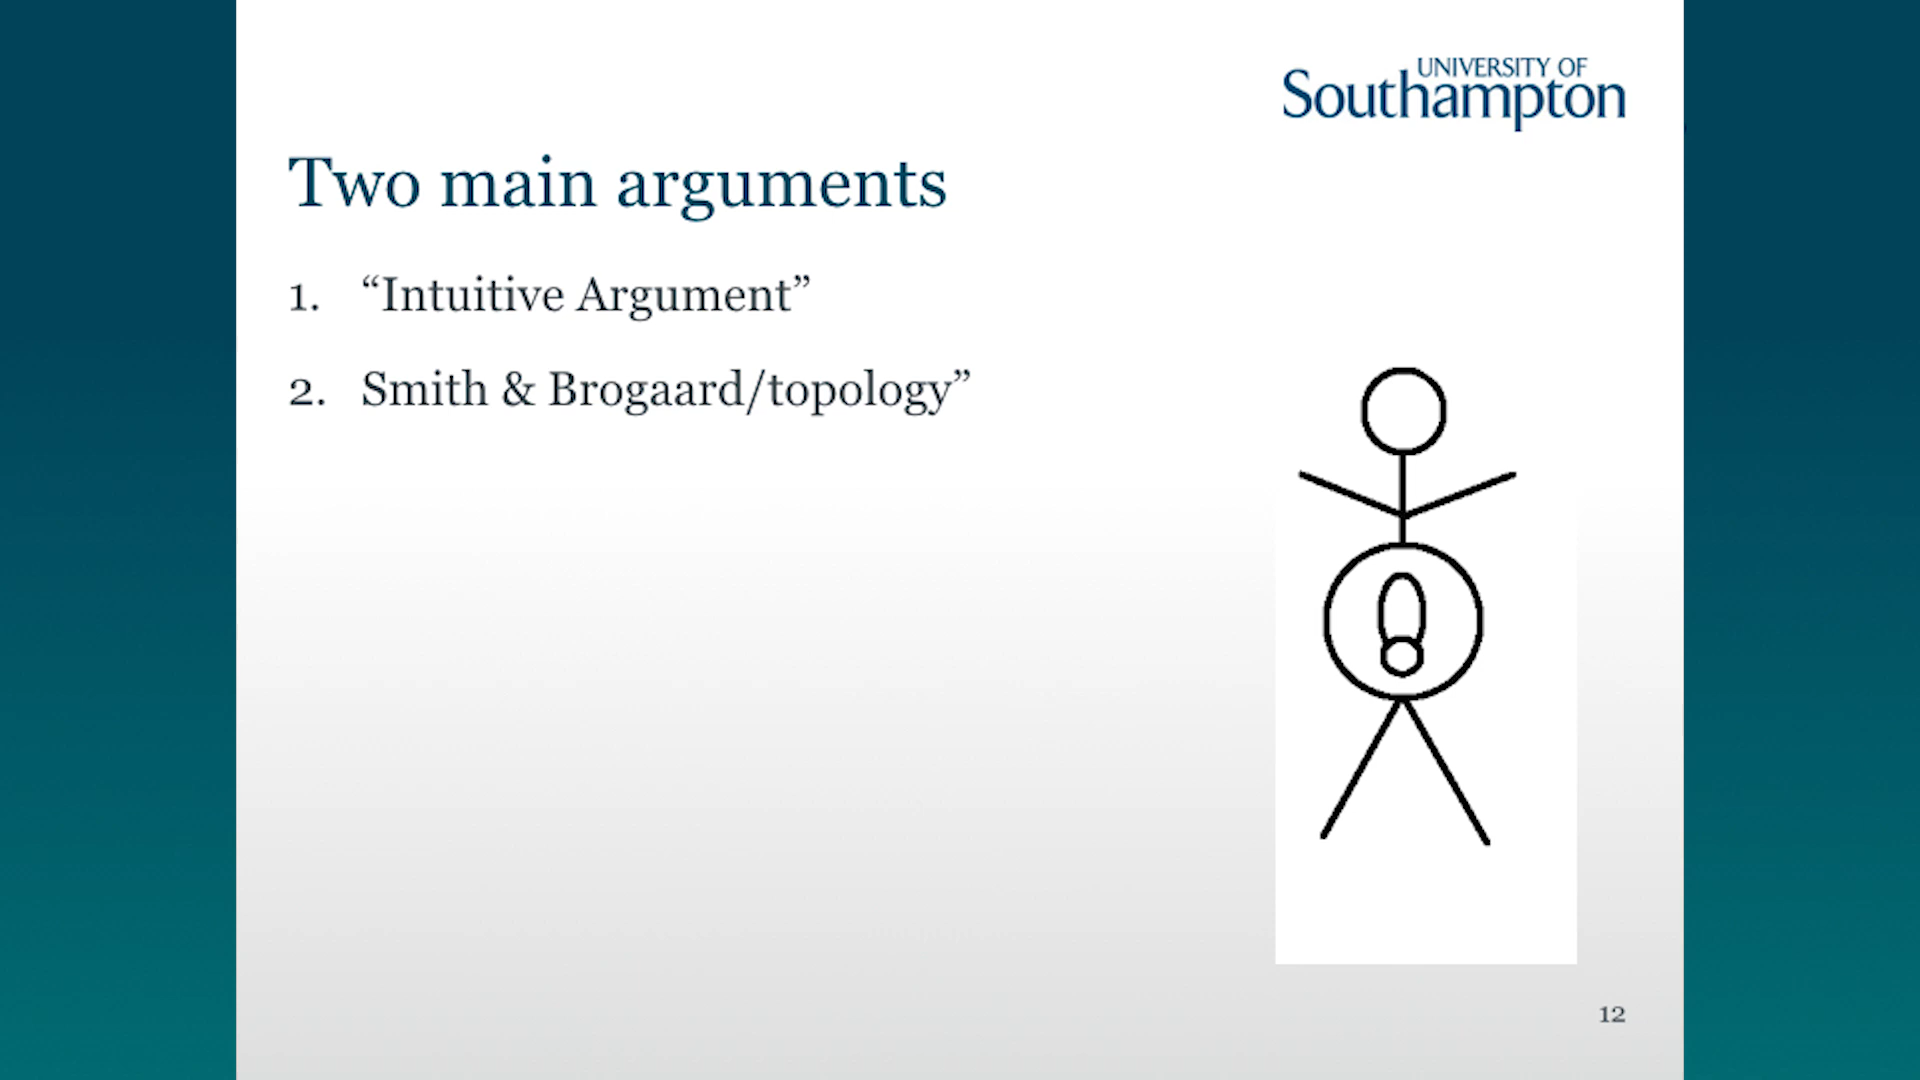 UNIVERSITY OF
Southampton
Two main arguments
1. “Intuitive Argument”
2. Smith & Brogaard/topology”
12